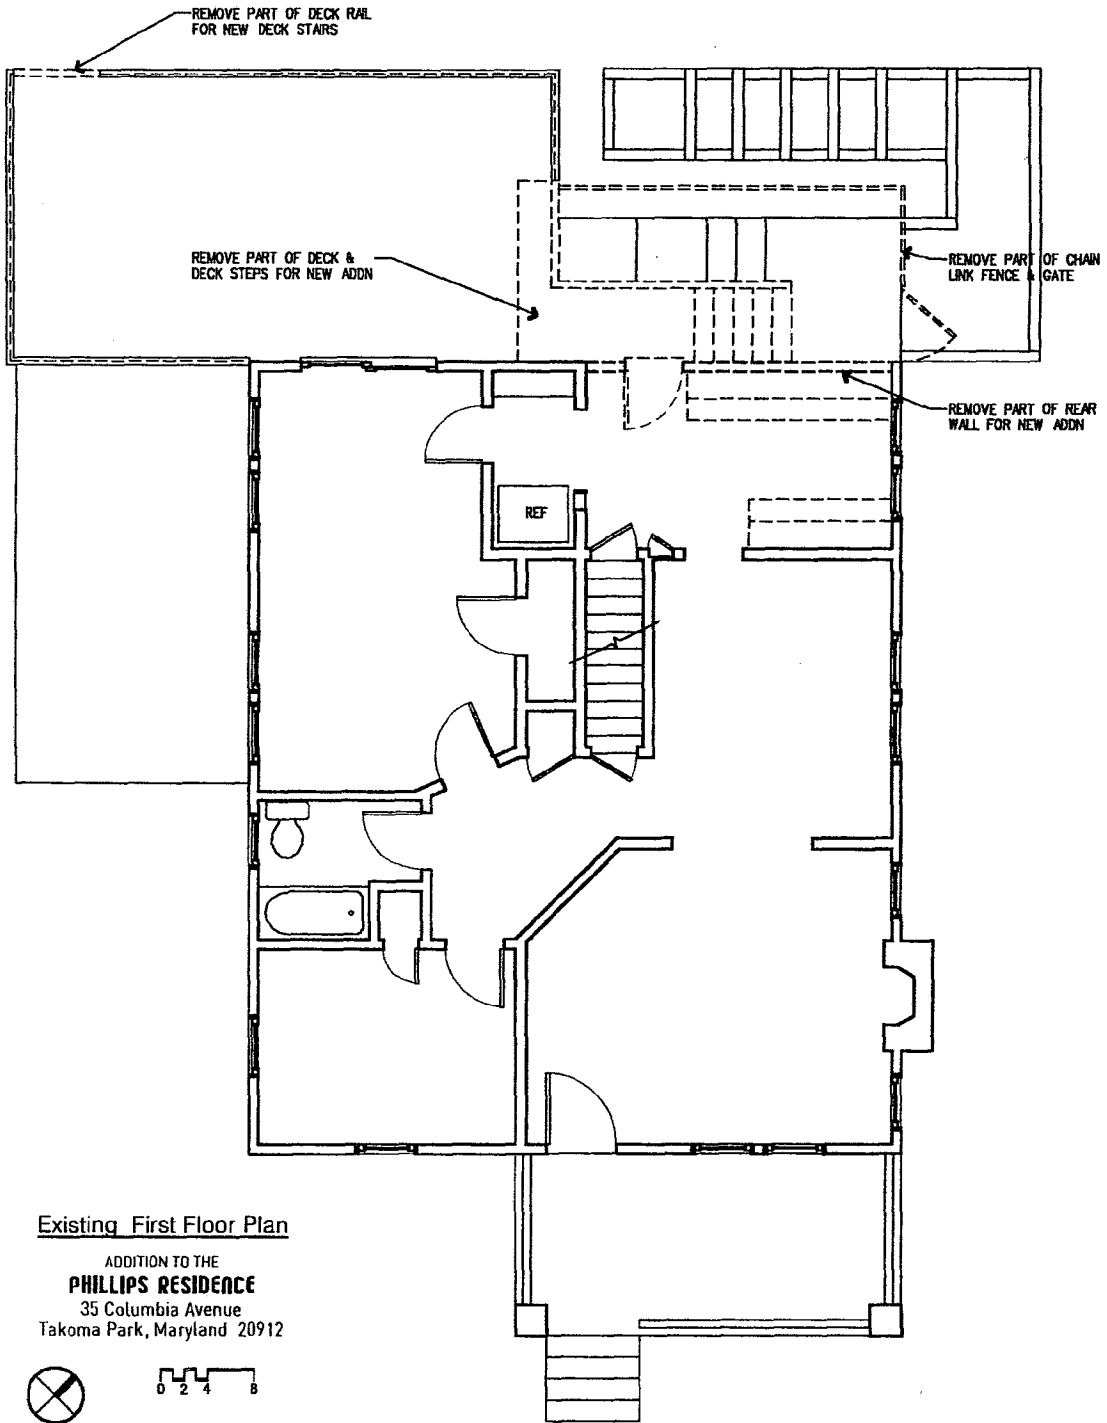 REMOVE PART OF DECK RAIL
FOR NEW DECK STAIRS
REMOVE PART OF DECK &
DECK STEPS FOR NEW ADDN
REMOVE PART OF CHAIN
LINK FENCE & GATE
REMOVE PART OF REAR
WALL FOR NEW ADDN
REF
Existing First Floor Plan
ADDITION TO THE
PHILLIPS RESIDENCE
35 Columbia Avenue
Takoma Park, Maryland 20912
0 2 4 8